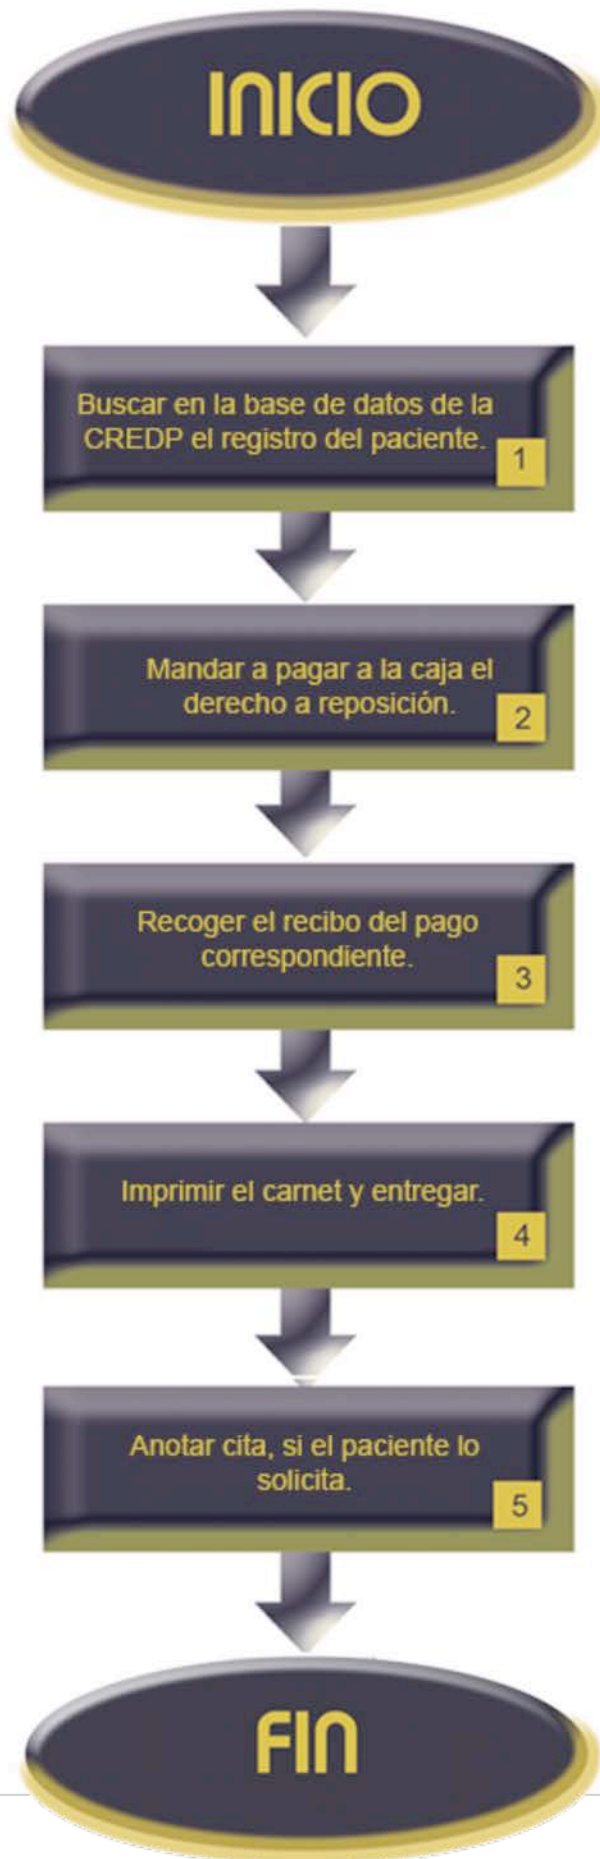 INICIO
Buscar en la base de datos de la
CREDP el registro del paciente.
1
Mandar a pagar a la caja el
derecho a reposición.
2
Recoger el recibo del pago
correspondiente.
3
Imprimir el carnet y entregar.
4
Anotar cita, si el paciente lo
solicita.
5
FIN